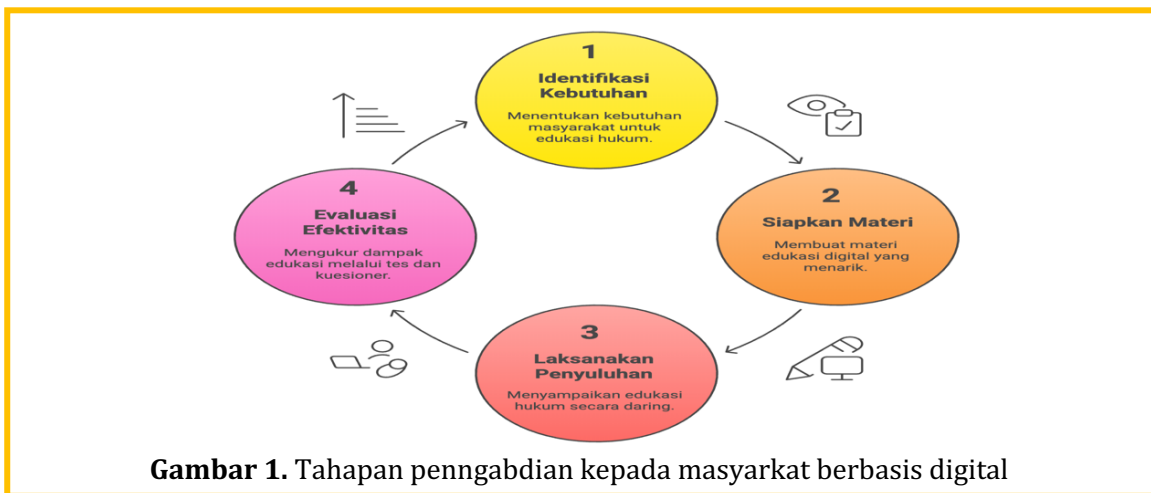 1
Identifikasi
Kebutuhan
Menentukan kebutuhan
masyarakat untuk
edukasi hukum.
2
Siapkan Materi
Membuat materi
edukasi digital yang
menarik.
3
Laksanakan
Penyuluhan
Menyampaikan edukasi
hukum secara daring.
4
Evaluasi
Efektivitas
Mengukur dampak
edukasi melalui tes dan
kuesioner.
Gambar 1. Tahapan penngabdian kepada masyarkat berbasis digital